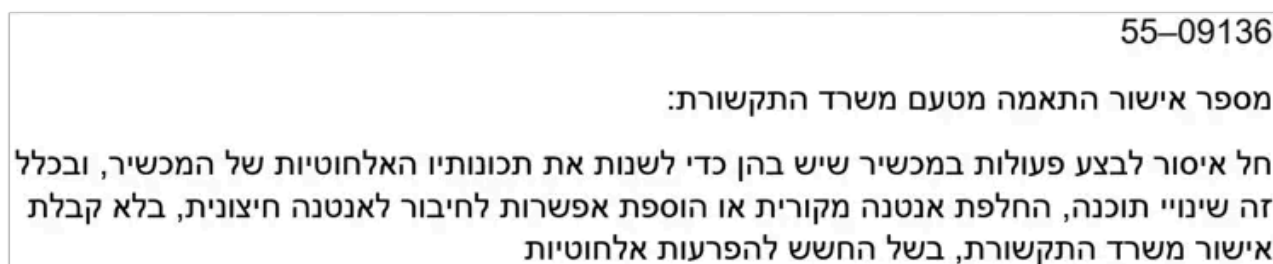 55–09136
מספר אישור התאמה מטעם משרד התקשורת:
חל איסור לבצע פעולות במכשיר שיש בהן כדי לשנות את תכונותיו האלחוטיות של המכשיר, ובכלל
זה שינויי תוכנה, החלפת אנטנה מקורית או הוספת אפשרות לחיבור לאנטנה חיצונית, בלא קבלת
אישור משרד התקשורת, בשל החשש להפרעות אלחוטיות